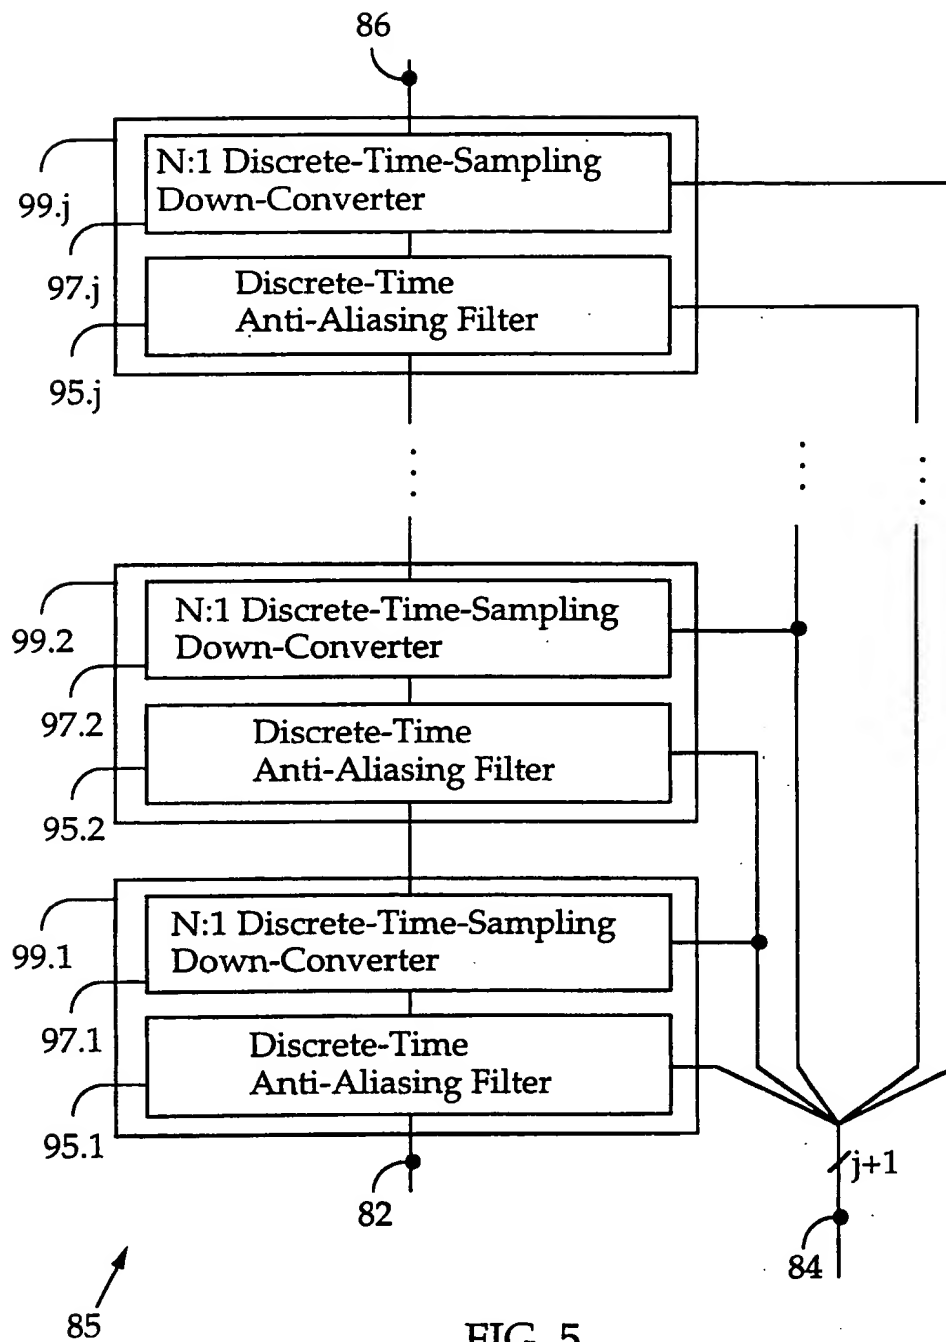 86
99.j
N:1 Discrete-Time-Sampling
Down-Converter
97.j
Discrete-Time
Anti-Aliasing Filter
95.j
99.2
N:1 Discrete-Time-Sampling
Down-Converter
97.2
Discrete-Time
Anti-Aliasing Filter
95.2
99.1
N:1 Discrete-Time-Sampling
Down-Converter
97.1
Discrete-Time
Anti-Aliasing Filter
95.1
82
j+1
84
85
FIG. 5